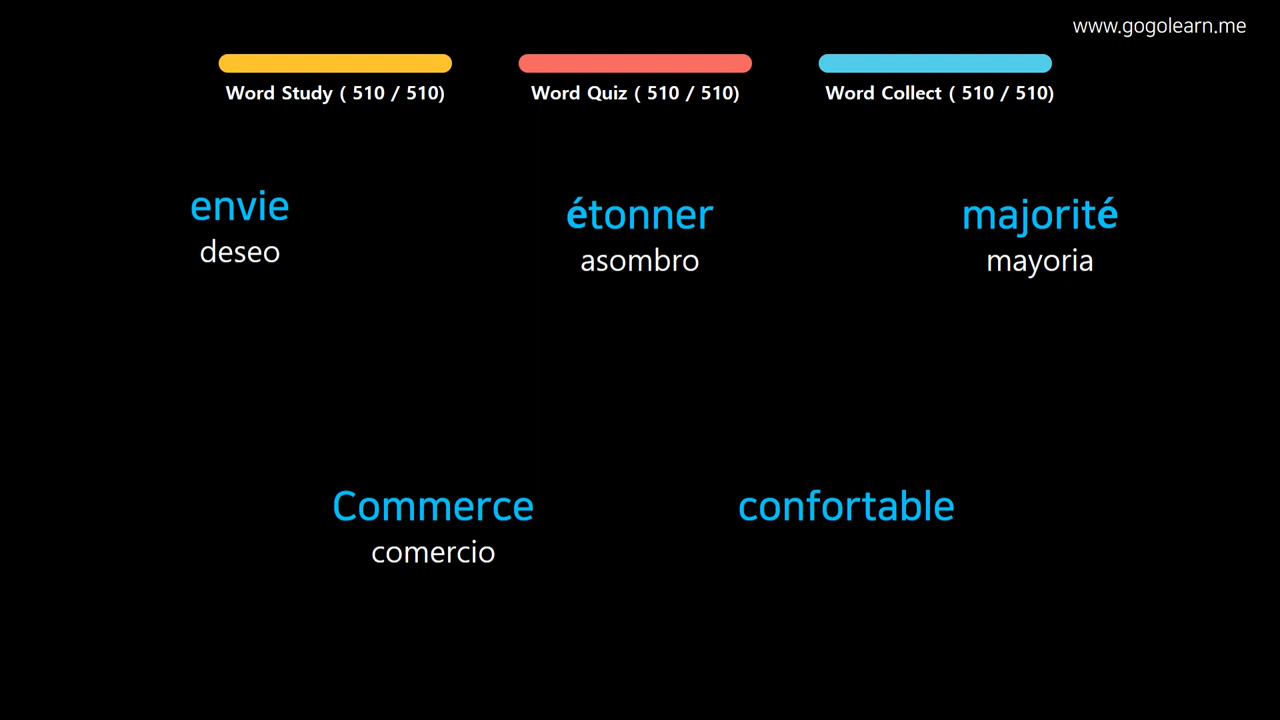 www.gogolearn.me
Word Study ( 510 / 510)
Word Quiz ( 510 / 510)
Word Collect ( 510 / 510)
envie
deseo
étonner
asombro
majorité
mayoria
Commerce
comercio
confortable